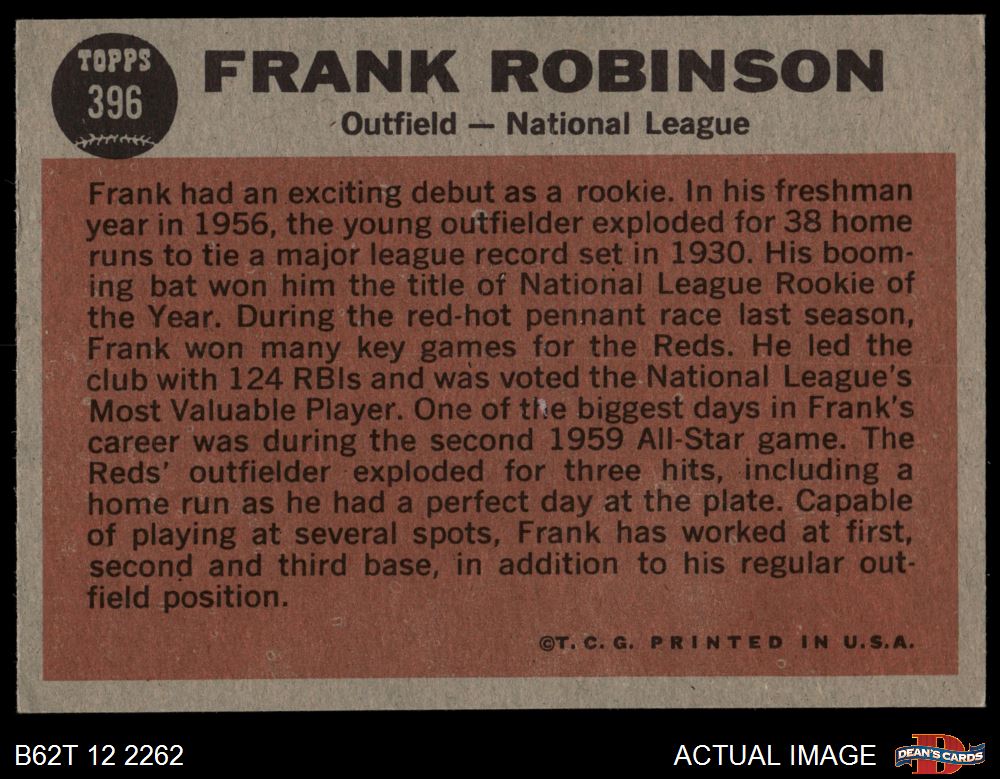 TOPPS
396
FRANK ROBINSON
Outfield — National League
Frank had an exciting debut as a rookie. In his freshman
year in 1956, the young outfielder exploded for 38 home
runs to tie a major league record set in 1930. His boom-
ing bat won him the title of National League Rookie of
the Year. During the red-hot pennant race last season,
Frank won many key games for the Reds. He led the
club with 124 RBIs and was voted the National League's
Most Valuable Player. One of the biggest days in Frank's
career was during the second 1959 All-Star game. The
Reds' outfielder exploded for three hits, including a
home run as he had a perfect day at the plate. Capable
of playing at several spots, Frank has worked at first,
second and third base, in addition to his regular out-
field position.
©T. C. G. PRINTED IN U.S.A.
B62T 12 2262
ACTUAL IMAGE
DEAN'S CARDS